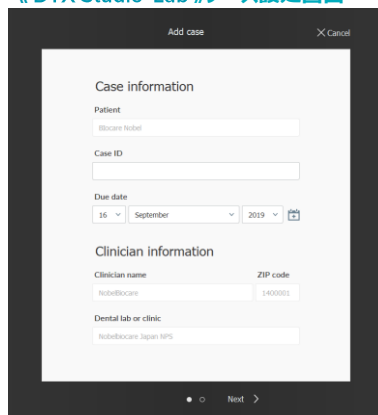 Add case
Cancel
Case information
Patient
Biocare Nobel
Case ID
Due date
16 September 2019
Clinician information
Clinician name ZIP code
NobelBiocare 1400001
Dental lab or clinic
Nobelbiocare Japan NPS
Next